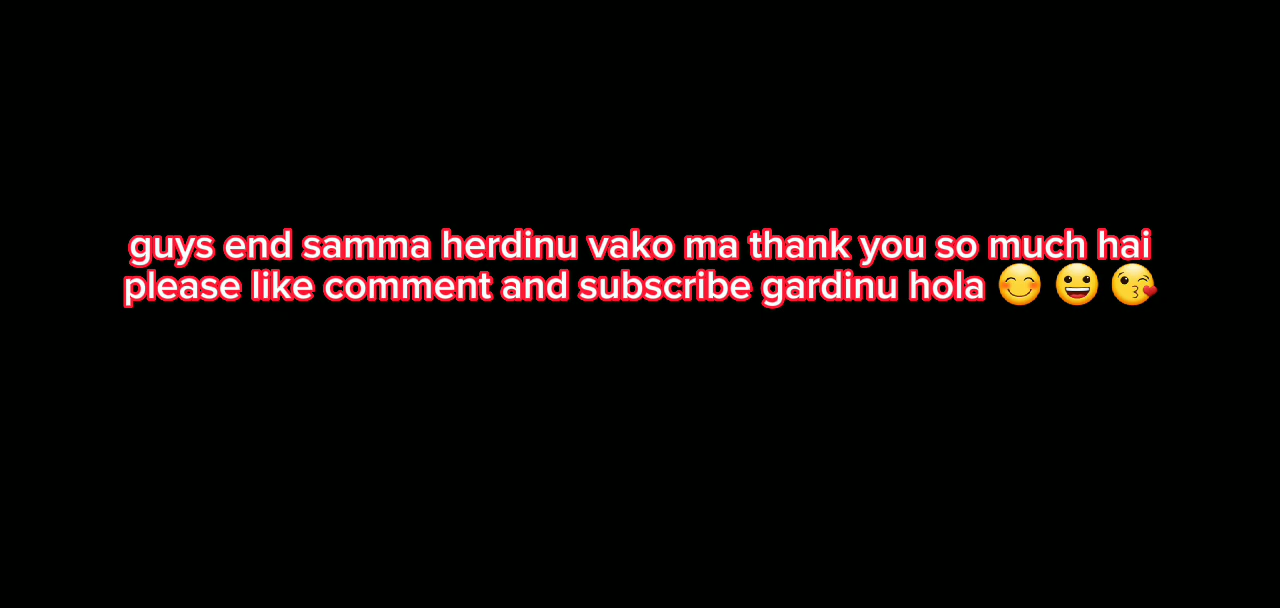 guys end samma herdinu vako ma thank you so much hai
please like comment and subscribe gardinu hola 😊 😀 😘